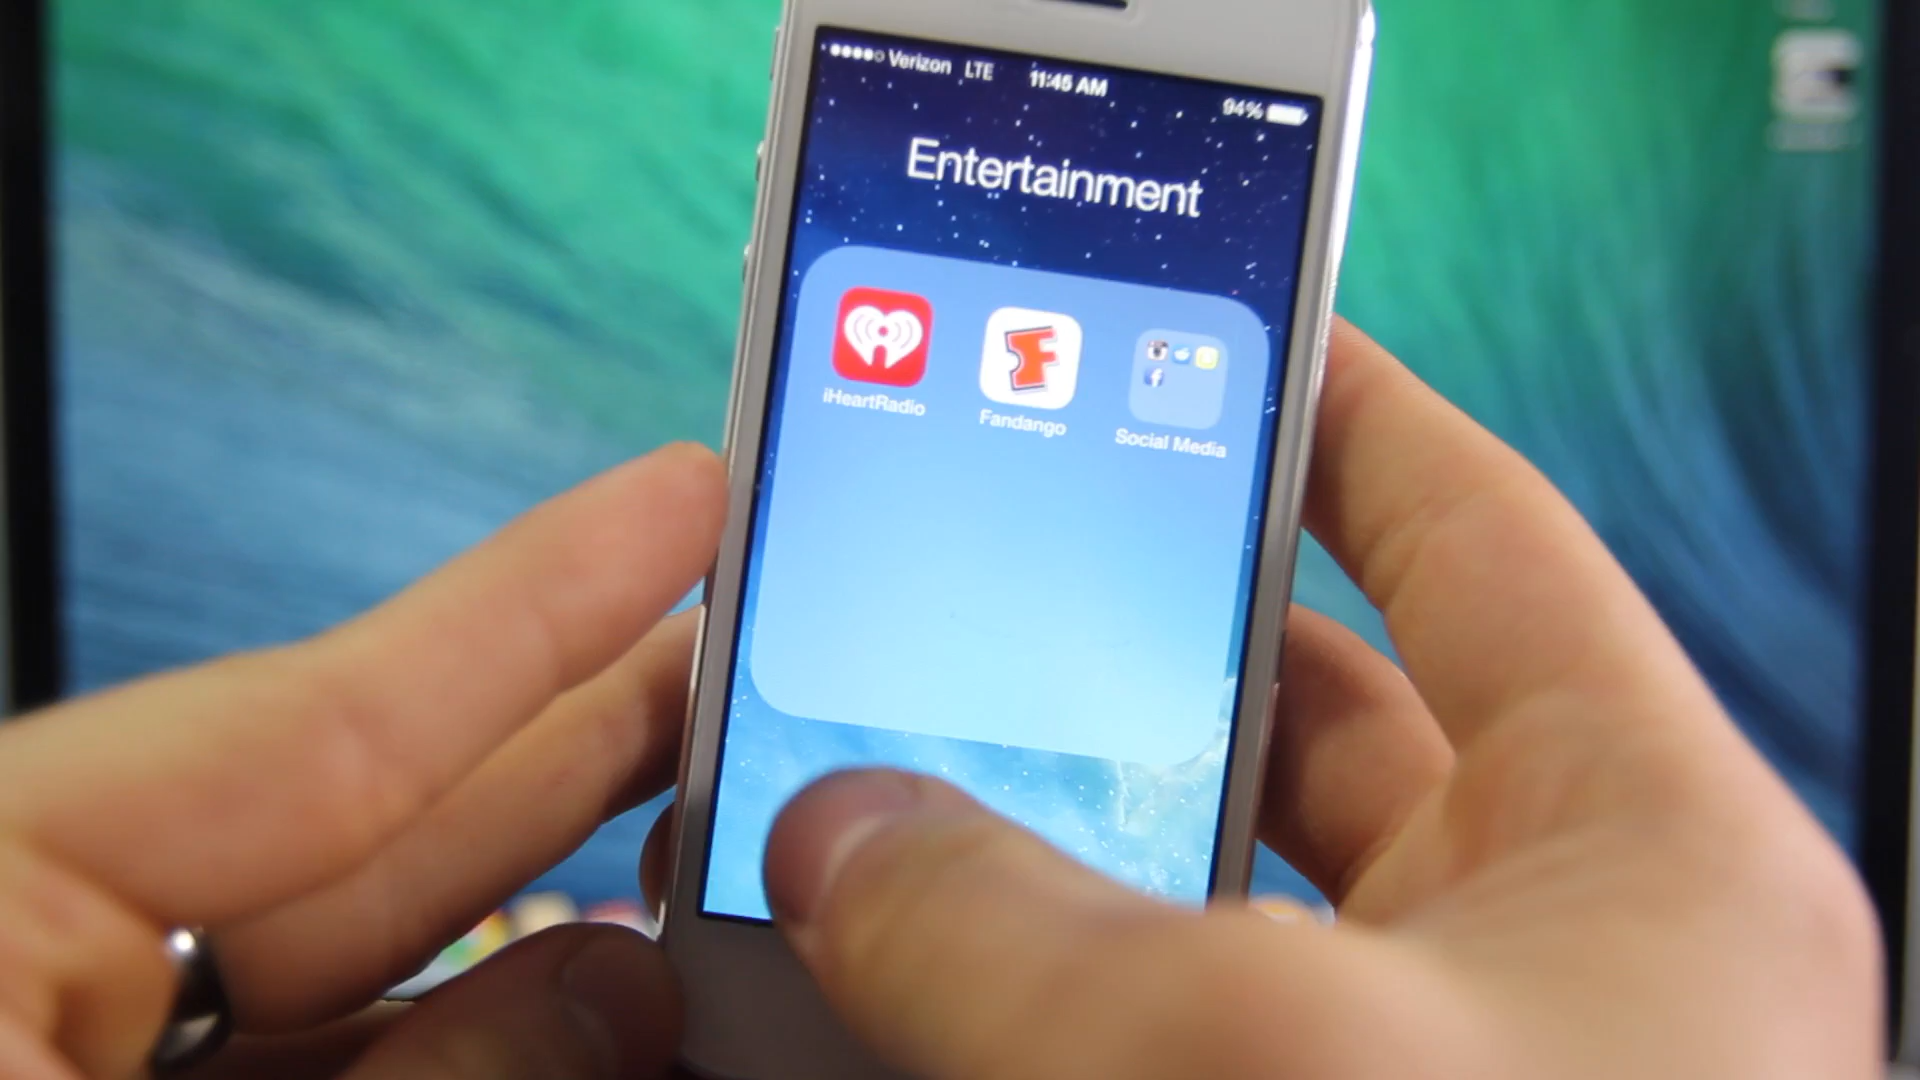 Verizon LTE 11:45 AM 94%
Entertainment
iHeartRadio Fandango Social Media